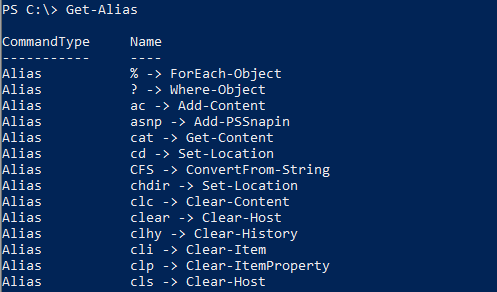 PS C:\> Get-Alias
CommandType     Name
-----------     ----
Alias           % -> ForEach-Object
Alias           ? -> Where-Object
Alias           ac -> Add-Content
Alias           asnp -> Add-PSSnapin
Alias           cat -> Get-Content
Alias           cd -> Set-Location
Alias           CFS -> ConvertFrom-String
Alias           chdir -> Set-Location
Alias           clc -> Clear-Content
Alias           clear -> Clear-Host
Alias           clhy -> Clear-History
Alias           cli -> Clear-Item
Alias           clp -> Clear-ItemProperty
Alias           cls -> Clear-Host